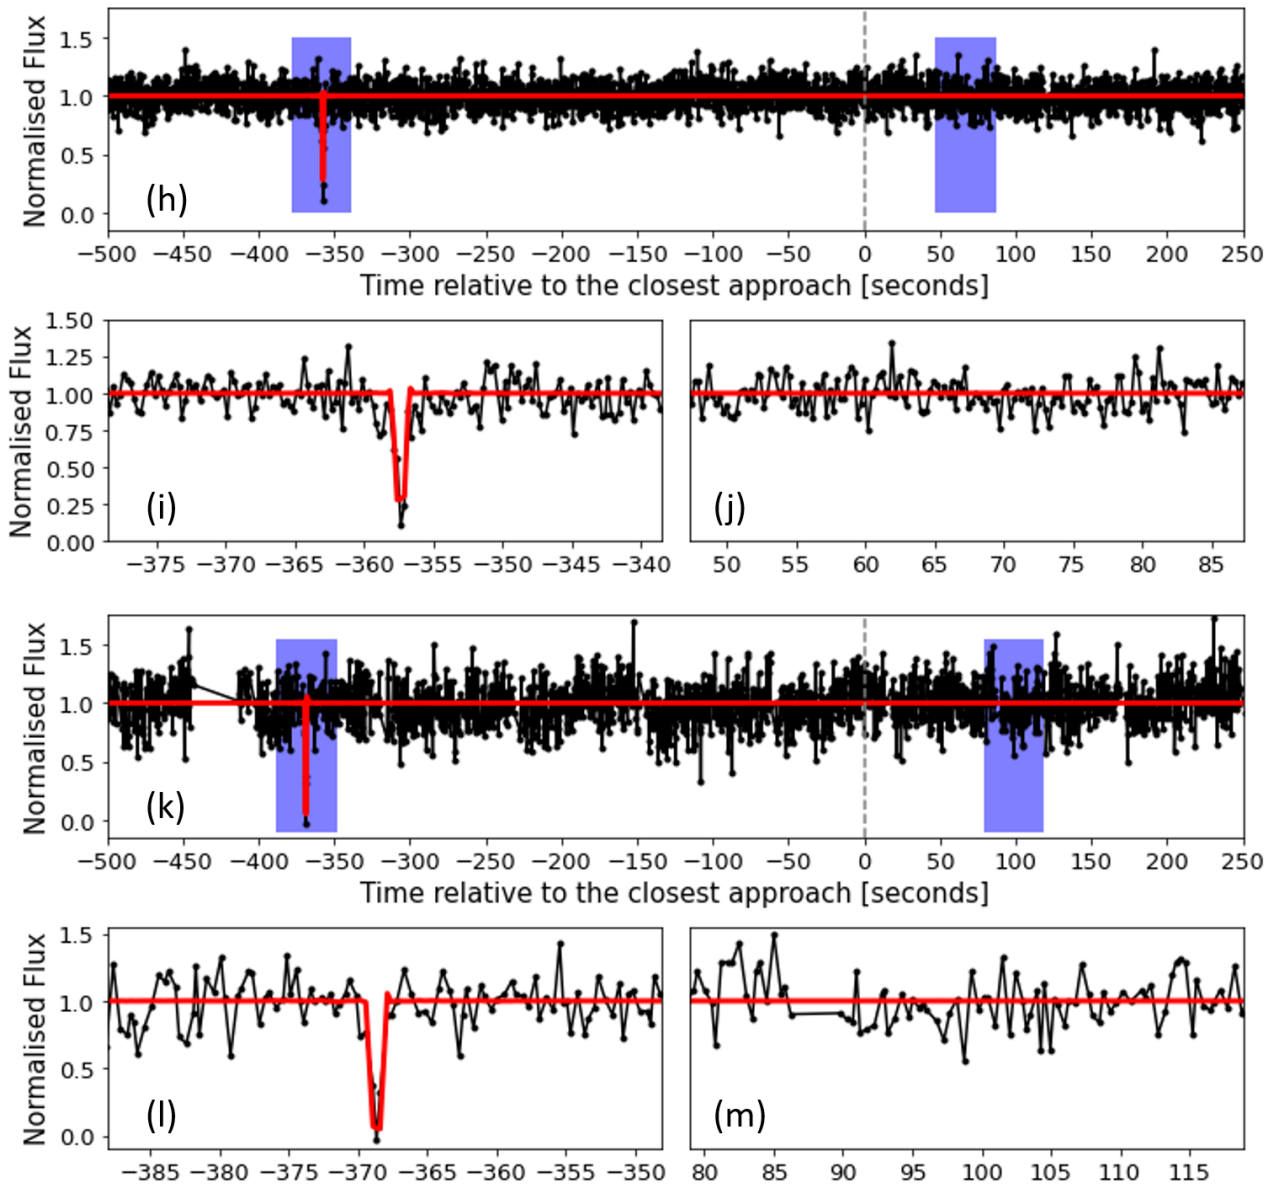 Normalised Flux
1.5
1.0
0.5
0.0
(h)
−500 −450 −400 −350 −300 −250 −200 −150 −100 −50 0 50 100 150 200 250
Time relative to the closest approach [seconds]
Normalised Flux
1.50
1.25
1.00
0.75
0.50
0.25
0.00
(i)
(j)
−375 −370 −365 −360 −355 −350 −345 −340
50 55 60 65 70 75 80 85
Normalised Flux
1.5
1.0
0.5
0.0
(k)
−500 −450 −400 −350 −300 −250 −200 −150 −100 −50 0 50 100 150 200 250
Time relative to the closest approach [seconds]
Normalised Flux
1.5
1.0
0.5
0.0
(l)
(m)
−385 −380 −375 −370 −365 −360 −355 −350
80 85 90 95 100 105 110 115